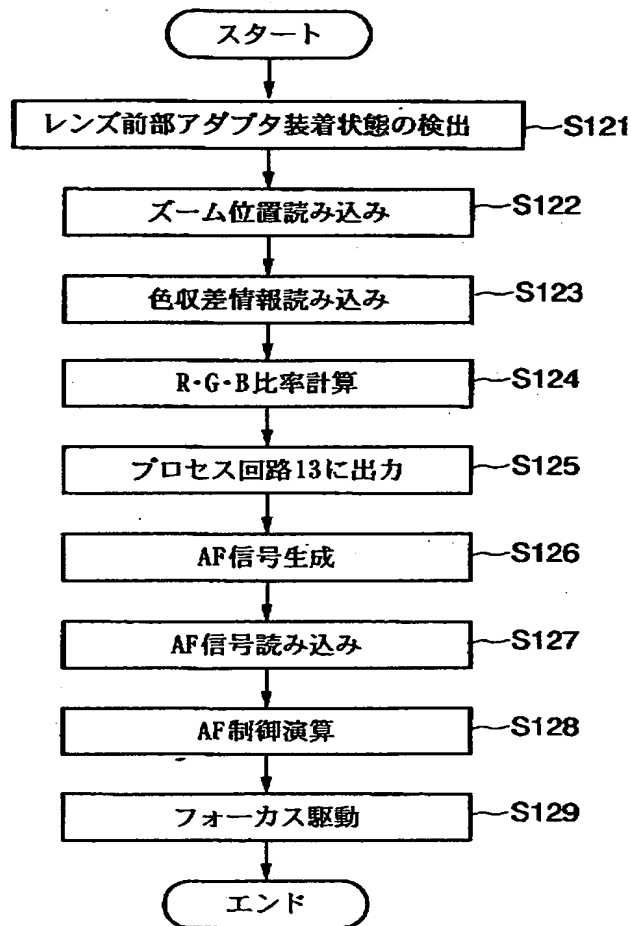 スタート
レンズ前部アダプタ装着状態の検出 S121
ズーム位置読み込み S122
色収差情報読み込み S123
R・G・B比率計算 S124
プロセス回路13に出力 S125
AF信号生成 S126
AF信号読み込み S127
AF制御演算 S128
フォーカス駆動 S129
エンド